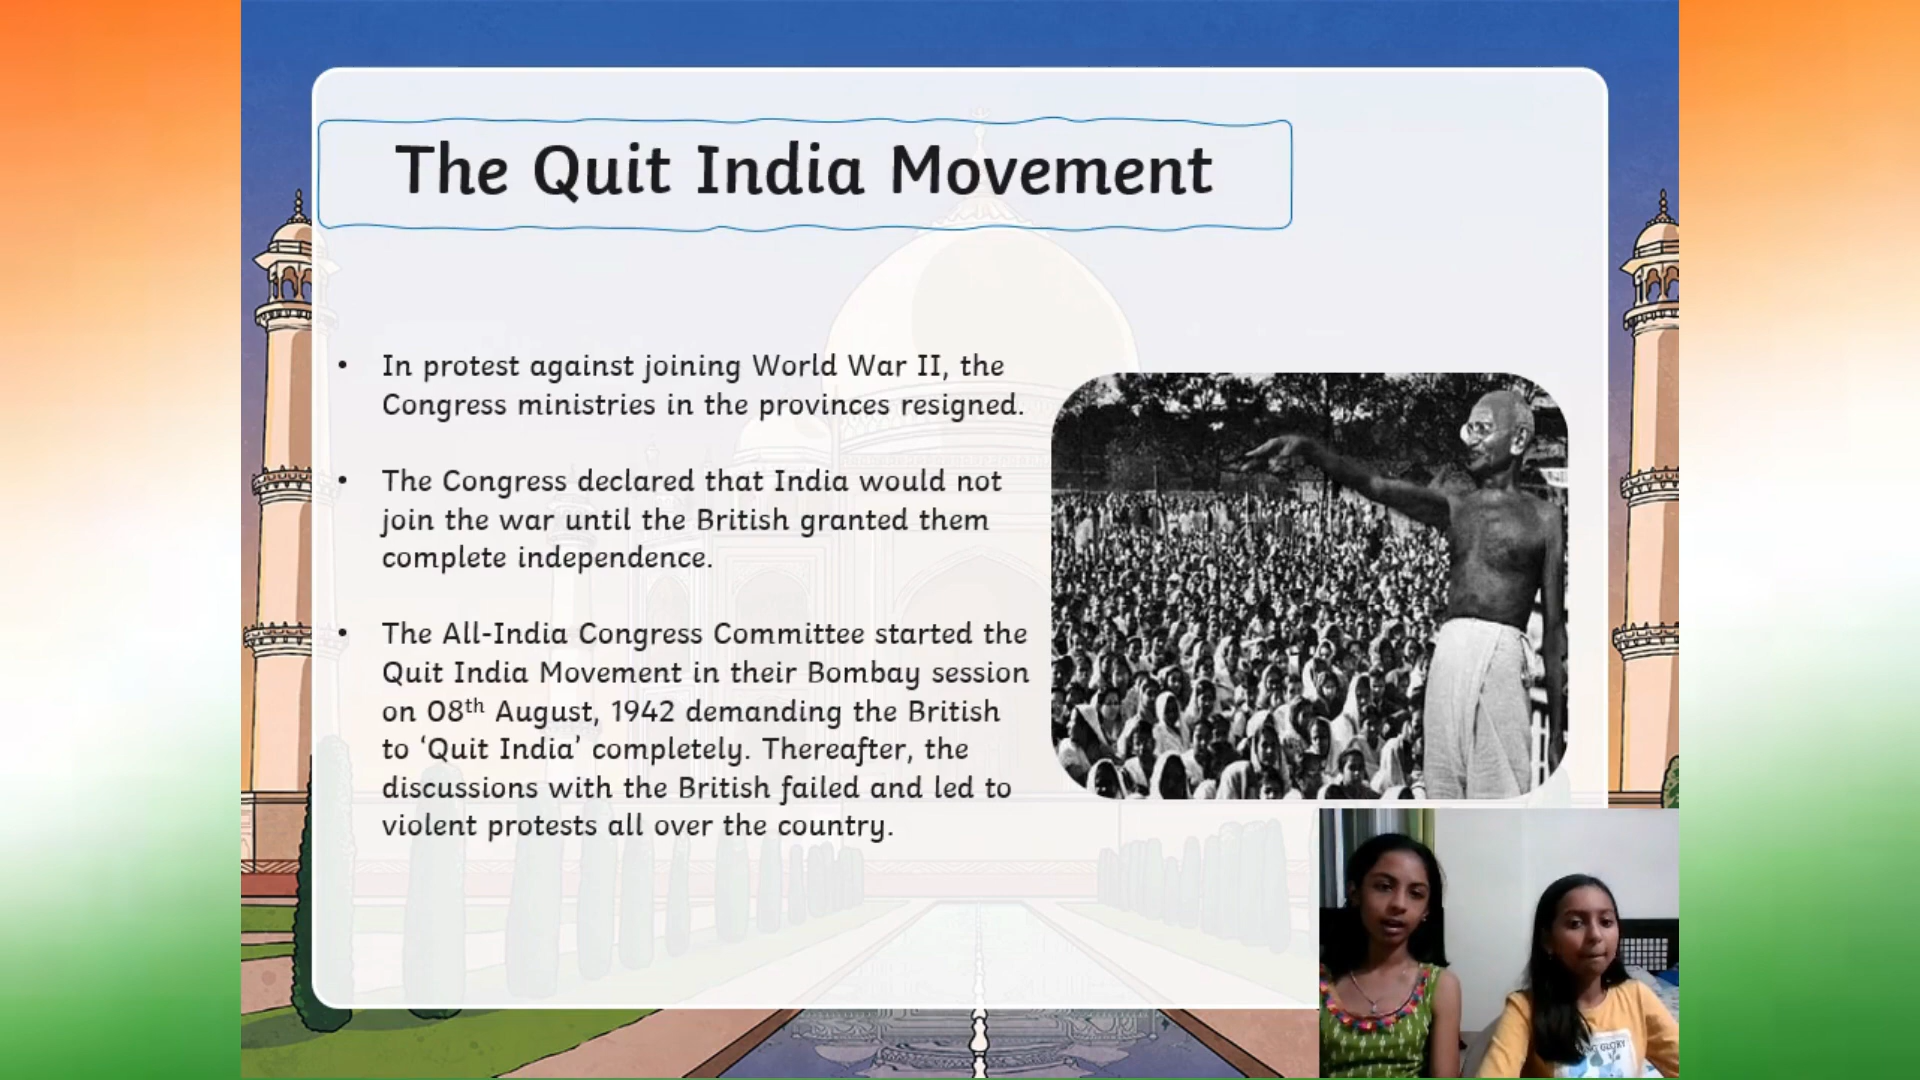 The Quit India Movement
• In protest against joining World War II, the
Congress ministries in the provinces resigned.
• The Congress declared that India would not
join the war until the British granted them
complete independence.
• The All-India Congress Committee started the
Quit India Movement in their Bombay session
on 08th August, 1942 demanding the British
to ‘Quit India’ completely. Thereafter, the
discussions with the British failed and led to
violent protests all over the country.
GLORY